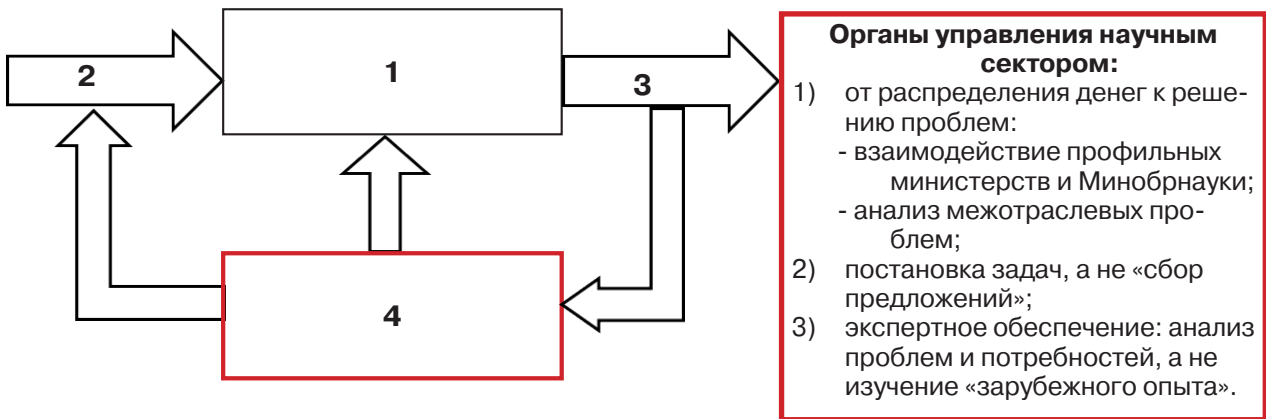 2
1
3
4
Органы управления научным
сектором:
1) от распределения денег к реше-
нию проблем:
- взаимодействие профильных
министерств и Минобрнауки;
- анализ межотраслевых про-
блем;
2) постановка задач, а не «сбор
предложений»;
3) экспертное обеспечение: анализ
проблем и потребностей, а не
изучение «зарубежного опыта».